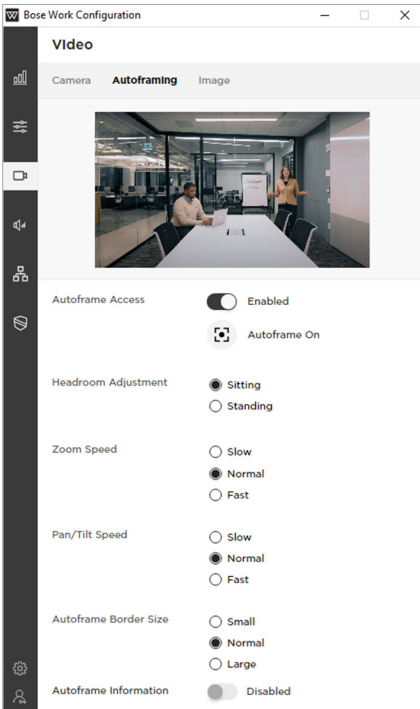 Bose Work Configuration
VIdeo
Camera Autoframing Image
Autoframe Access Enabled
Autoframe On
Headroom Adjustment Sitting
Standing
Zoom Speed Slow
Normal
Fast
Pan/Tilt Speed Slow
Normal
Fast
Autoframe Border Size Small
Normal
Large
Autoframe Information Disabled